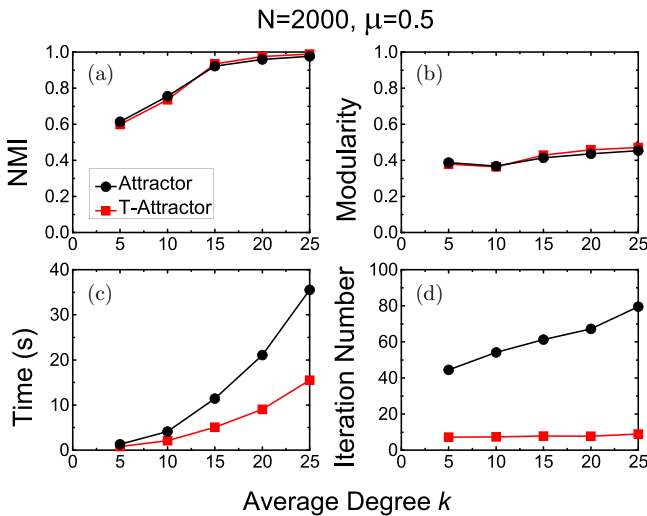 N=2000, μ=0.5
(a)
NMI
1.0
0.8
0.6
0.4
0.2
0.0
0 5 10 15 20 25
Attractor
T-Attractor
(b)
Modularity
1.0
0.8
0.6
0.4
0.2
0.0
0 5 10 15 20 25
(c)
Time (s)
40
30
20
10
0
0 5 10 15 20 25
(d)
Iteration Number
100
80
60
40
20
0
0 5 10 15 20 25
Average Degree k